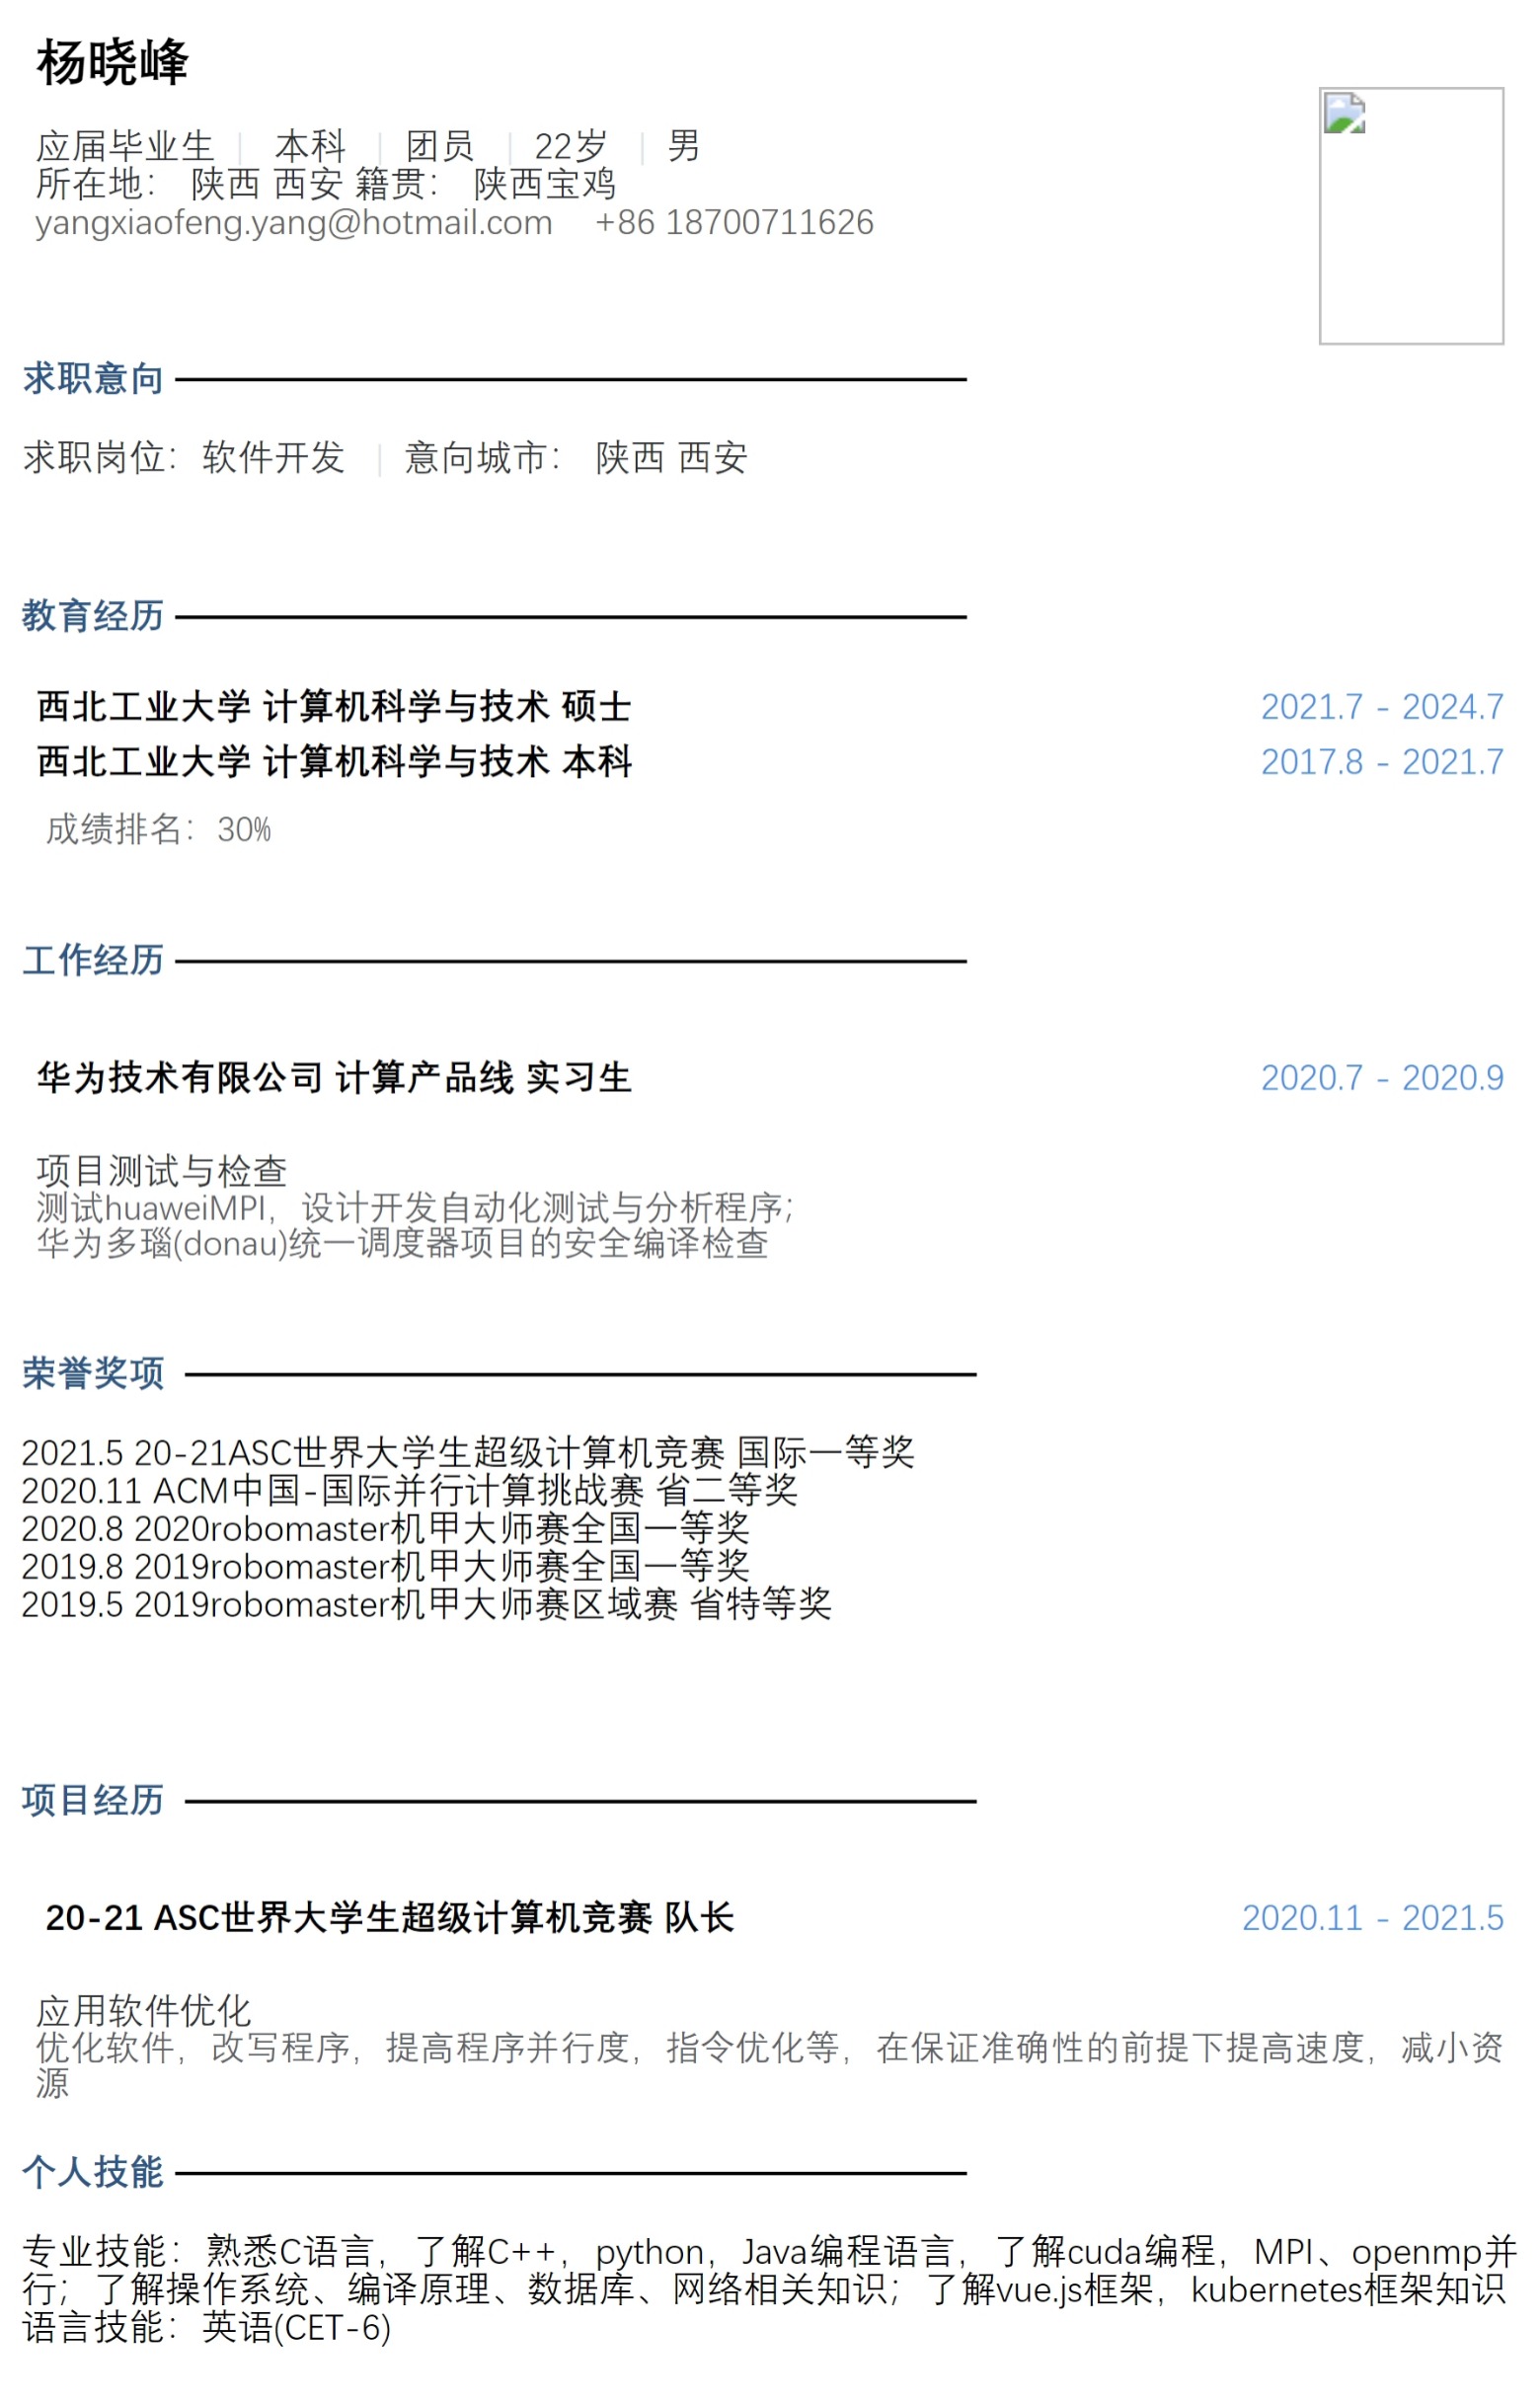 杨晓峰
应届毕业生 | 本科 | 团员 | 22岁 | 男
所在地： 陕西 西安 籍贯： 陕西宝鸡
yangxiaofeng.yang@hotmail.com +86 18700711626
求职意向
求职岗位：软件开发 | 意向城市： 陕西 西安
教育经历
西北工业大学 计算机科学与技术 硕士 2021.7 - 2024.7
西北工业大学 计算机科学与技术 本科 2017.8 - 2021.7
成绩排名：30%
工作经历
华为技术有限公司 计算产品线 实习生 2020.7 - 2020.9
项目测试与检查
测试huaweiMPI，设计开发自动化测试与分析程序；
华为多瑙(donau)统一调度器项目的安全编译检查
荣誉奖项
2021.5 20-21ASC世界大学生超级计算机竞赛 国际一等奖
2020.11 ACM中国-国际并行计算挑战赛 省二等奖
2020.8 2020robomaster机甲大师赛全国一等奖
2019.8 2019robomaster机甲大师赛全国一等奖
2019.5 2019robomaster机甲大师赛区域赛 省特等奖
项目经历
20-21 ASC世界大学生超级计算机竞赛 队长 2020.11 - 2021.5
应用软件优化
优化软件，改写程序，提高程序并行度，指令优化等，在保证准确性的前提下提高速度，减小资
源
个人技能
专业技能：熟悉C语言，了解C++，python，Java编程语言，了解cuda编程，MPI、openmp并
行；了解操作系统、编译原理、数据库、网络相关知识；了解vue.js框架，kubernetes框架知识
语言技能：英语(CET-6)